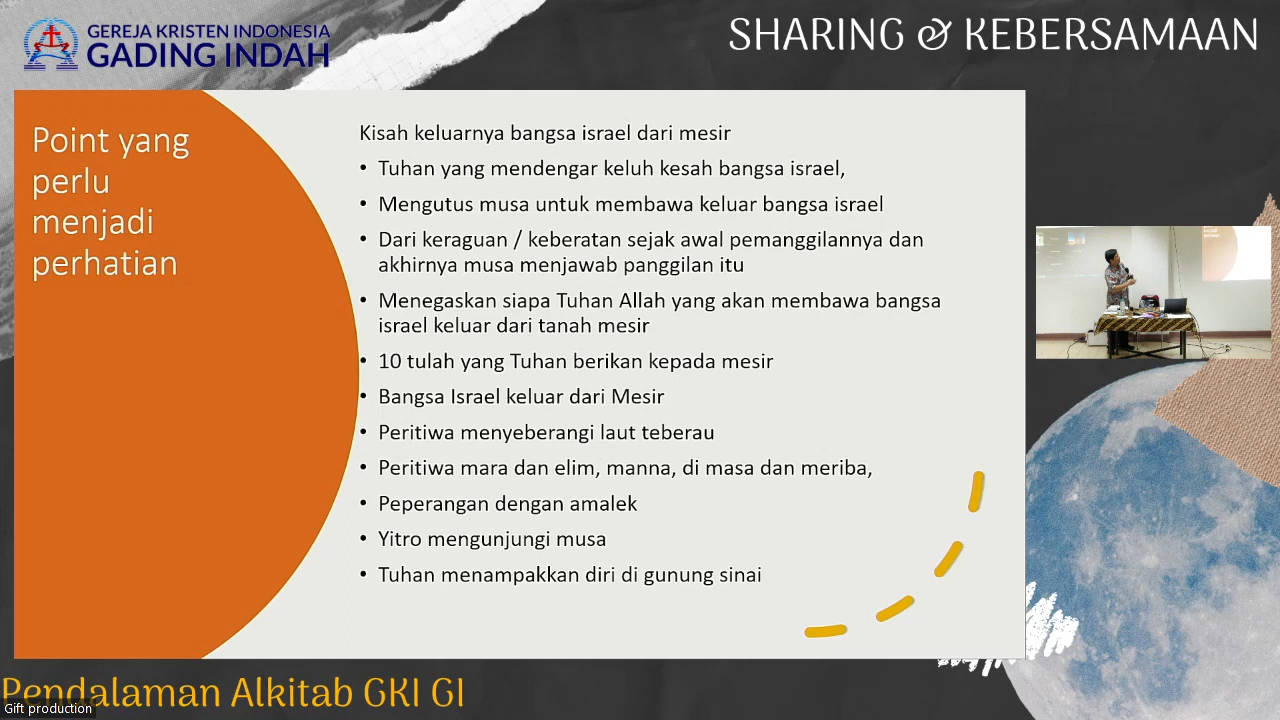 GEREJA KRISTEN INDONESIA
GADING INDAH
SHARING & KEBERSAMAAN
Point yang
perlu
menjadi
perhatian
Kisah keluarnya bangsa israel dari mesir
• Tuhan yang mendengar keluh kesah bangsa israel,
• Mengutus musa untuk membawa keluar bangsa israel
• Dari keraguan / keberatan sejak awal pemanggilannya dan
akhirnya musa menjawab panggilan itu
• Menegaskan siapa Tuhan Allah yang akan membawa bangsa
israel keluar dari tanah mesir
• 10 tulah yang Tuhan berikan kepada mesir
• Bangsa Israel keluar dari Mesir
• Peritiwa menyeberangi laut teberau
• Peritiwa mara dan elim, manna, di masa dan meriba,
• Peperangan dengan amalek
• Yitro mengunjungi musa
• Tuhan menampakkan diri di gunung sinai
Pendalaman Alkitab GKI GI
Gift production